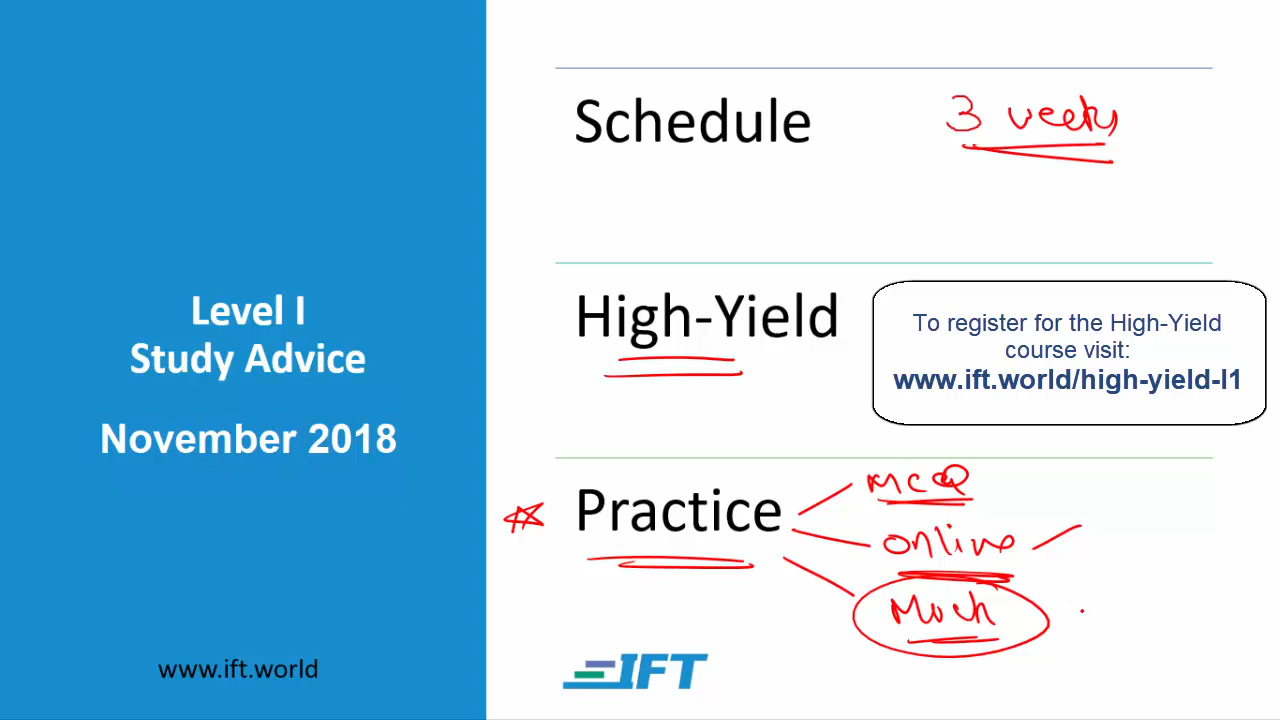 Level I
Study Advice
November 2018
www.ift.world
Schedule
3 weeks
High-Yield
To register for the High-Yield
course visit:
www.ift.world/high-yield-l1
Practice
MCQ
online
Mock
IFT